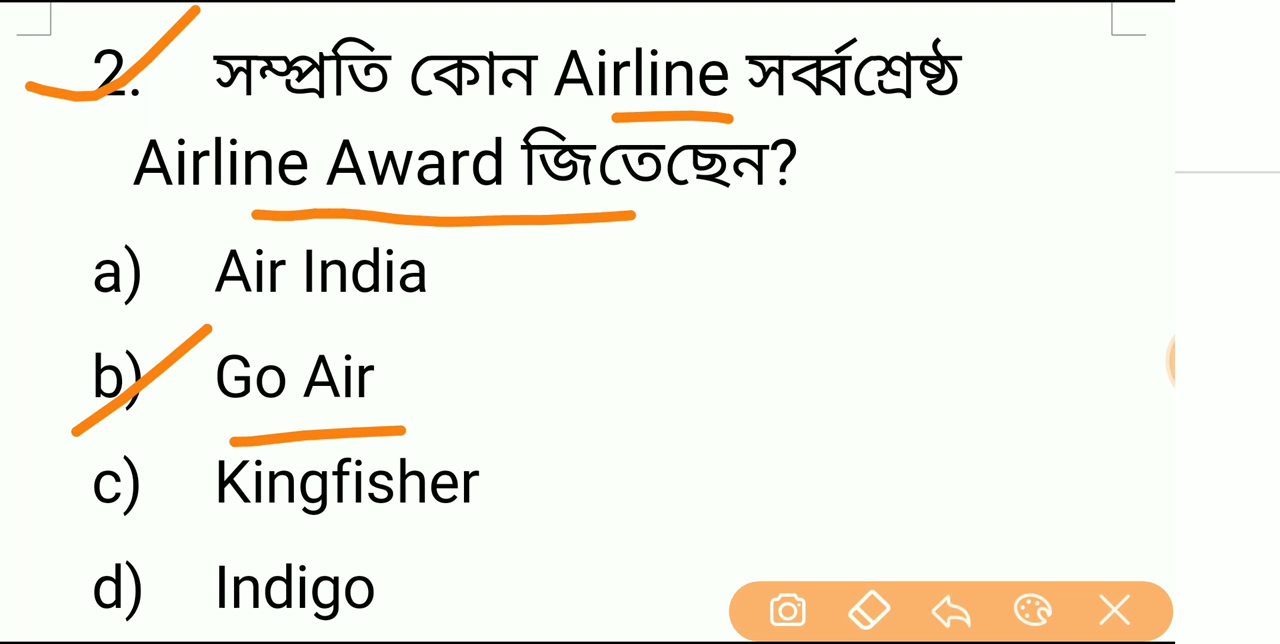 2. সম্প্রতি কোন Airline সর্ব্বশ্রেষ্ঠ
Airline Award জিতেছেন?
a) Air India
b) Go Air
c) Kingfisher
d) Indigo